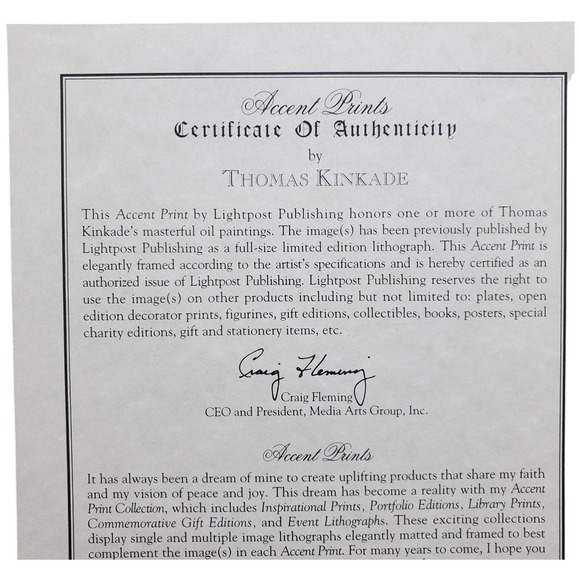 Accent Prints
Certificate Of Authenticity
by
THOMAS KINKADE
This Accent Print by Lightpost Publishing honors one or more of Thomas
Kinkade's masterful oil paintings. The image(s) has been previously published by
Lightpost Publishing as a full-size limited edition lithograph. This Accent Print is
elegantly framed according to the artist's specifications and is hereby certified as an
authorized issue of Lightpost Publishing. Lightpost Publishing reserves the right to
use the image(s) on other products including but not limited to: plates, open
edition decorator prints, figurines, gift editions, collectibles, books, posters, special
charity editions, gift and stationery items, etc.
Craig Fleming
Craig Fleming
CEO and President, Media Arts Group, Inc.
Accent Prints
It has always been a dream of mine to create uplifting products that share my faith
and my vision of peace and joy. This dream has become a reality with my Accent
Print Collection, which includes Inspirational Prints, Portfolio Editions, Library Prints,
Commemorative Gift Editions, and Event Lithographs. These exciting collections
display single and multiple image lithographs elegantly matted and framed to best
complement the image(s) in each Accent Print. For many years to come, I hope you